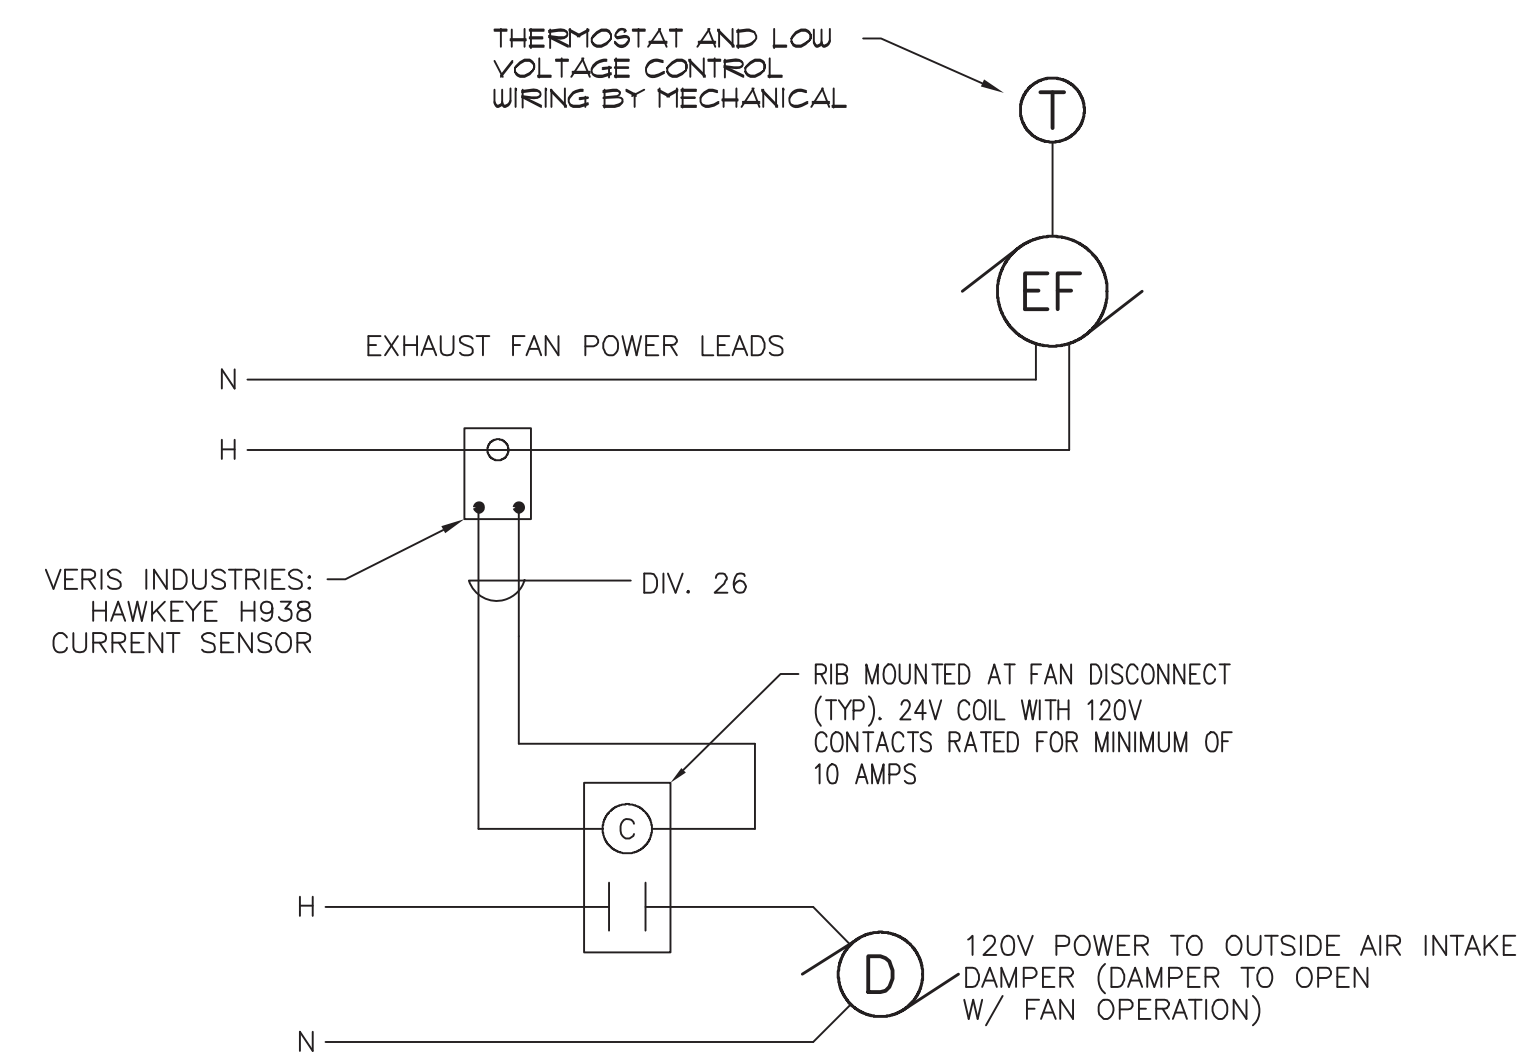 THERMOSTAT AND LOW
VOLTAGE CONTROL
WIRING BY MECHANICAL
T
EF
EXHAUST FAN POWER LEADS
N
H
VERIS INDUSTRIES:
HAWKEYE H938
CURRENT SENSOR
DIV. 26
RIB MOUNTED AT FAN DISCONNECT
(TYP). 24V COIL WITH 120V
CONTACTS RATED FOR MINIMUM OF
10 AMPS
C
H
D
120V POWER TO OUTSIDE AIR INTAKE
DAMPER (DAMPER TO OPEN
W/ FAN OPERATION)
N